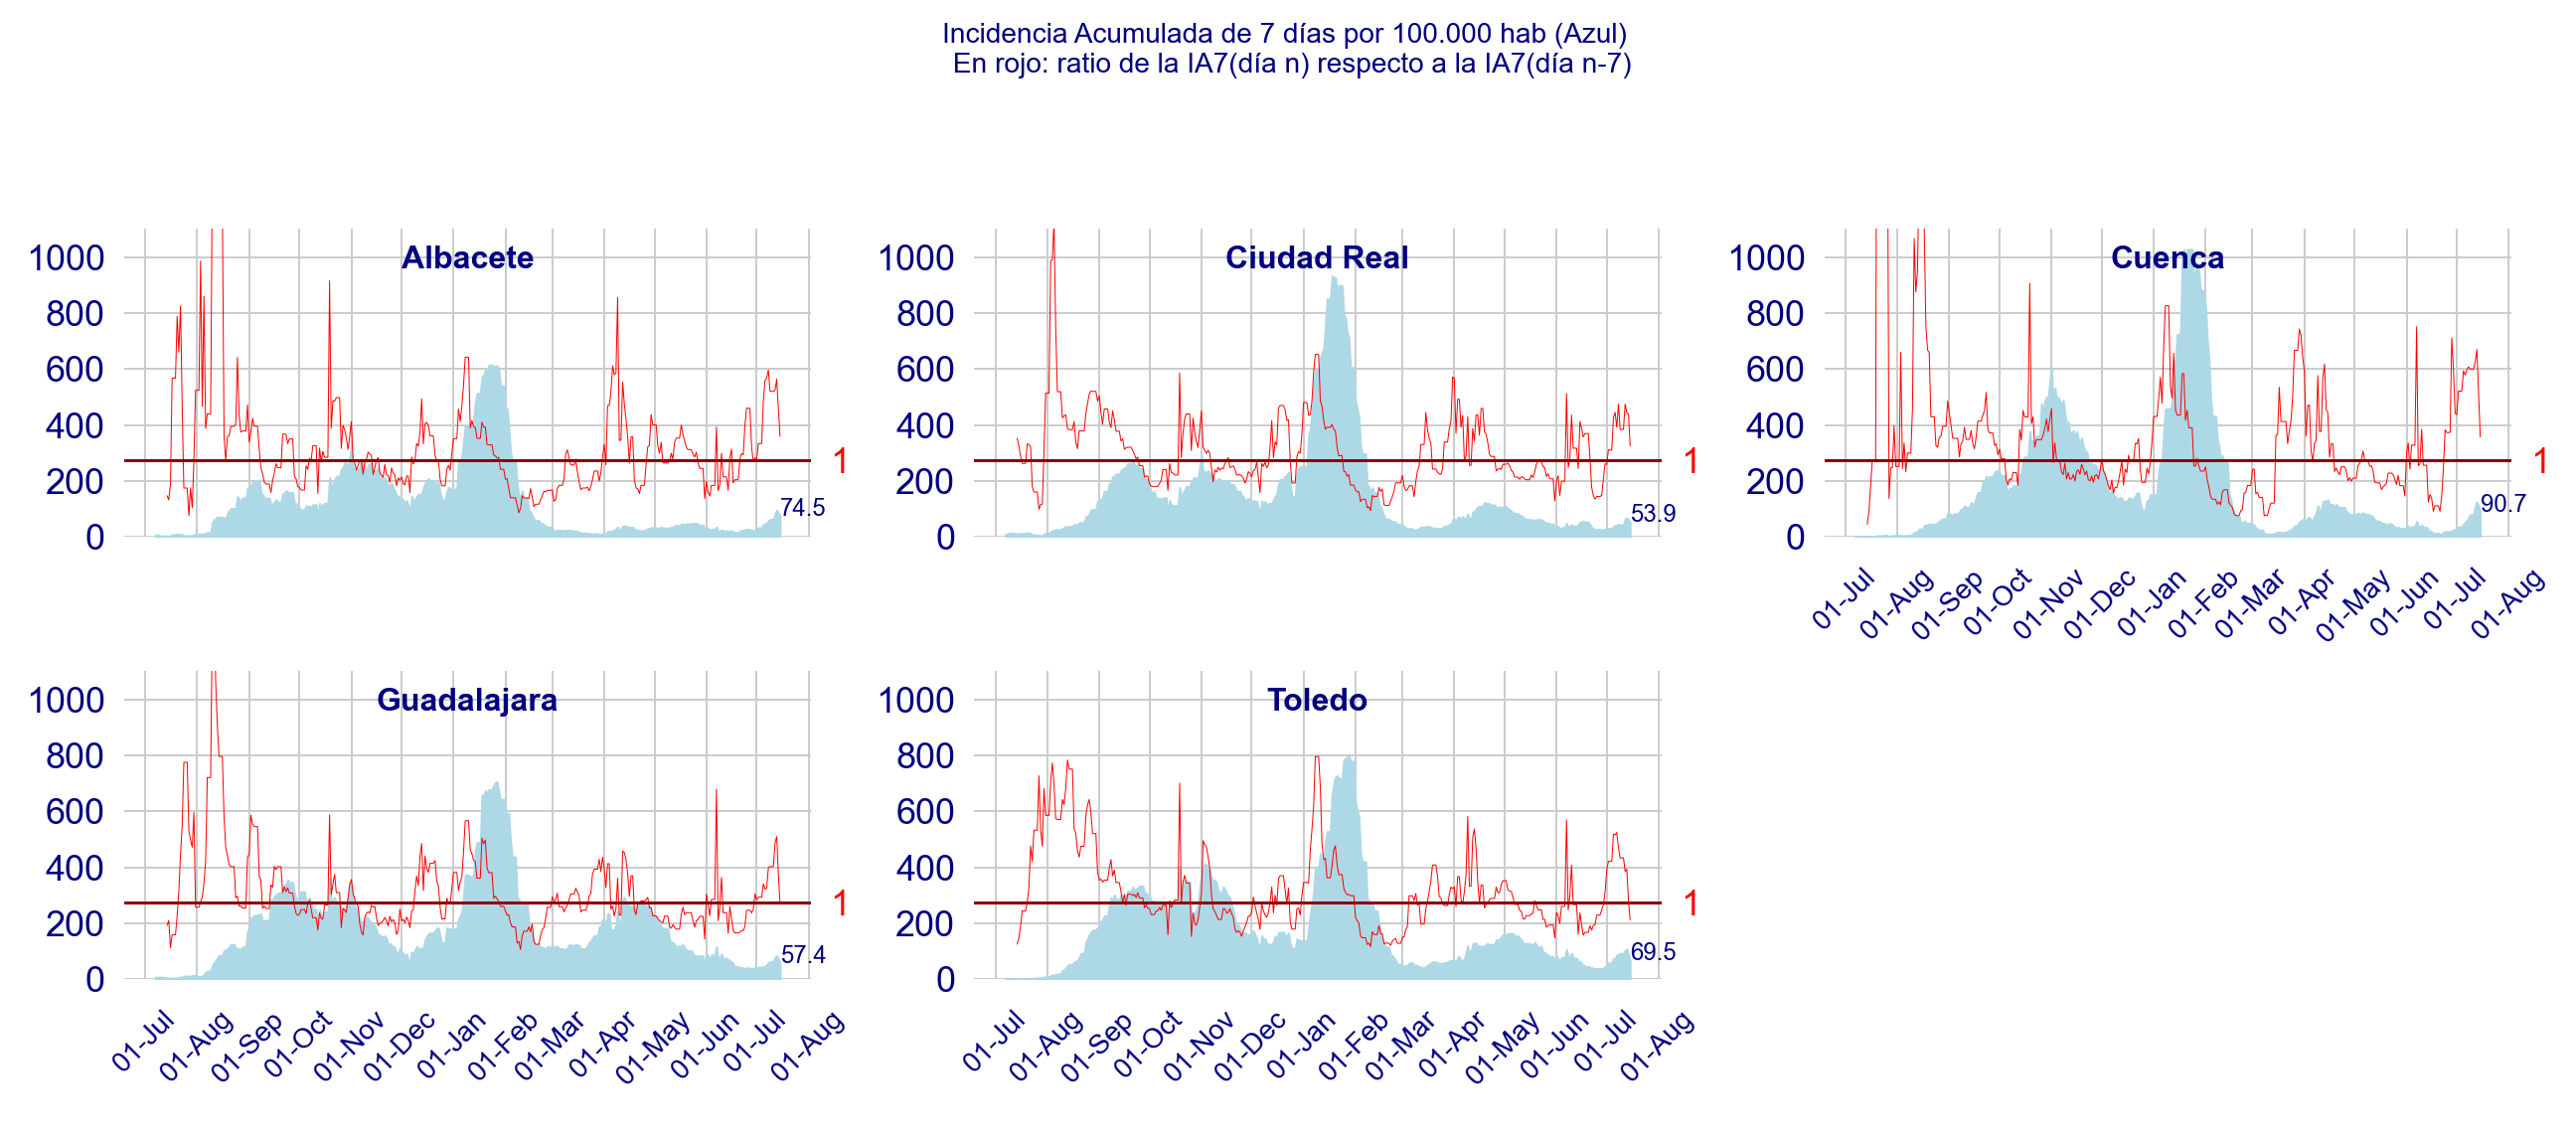 Incidencia Acumulada de 7 días por 100.000 hab (Azul)
En rojo: ratio de la IA7(día n) respecto a la IA7(día n-7)
Albacete
1000
800
600
400
200
0
1
74.5
Ciudad Real
1000
800
600
400
200
0
1
53.9
Cuenca
1000
800
600
400
200
0
1
90.7
01-Jul
01-Aug
01-Sep
01-Oct
01-Nov
01-Dec
01-Jan
01-Feb
01-Mar
01-Apr
01-May
01-Jun
01-Jul
01-Aug
Guadalajara
1000
800
600
400
200
0
1
57.4
01-Jul
01-Aug
01-Sep
01-Oct
01-Nov
01-Dec
01-Jan
01-Feb
01-Mar
01-Apr
01-May
01-Jun
01-Jul
01-Aug
Toledo
1000
800
600
400
200
0
1
69.5
01-Jul
01-Aug
01-Sep
01-Oct
01-Nov
01-Dec
01-Jan
01-Feb
01-Mar
01-Apr
01-May
01-Jun
01-Jul
01-Aug